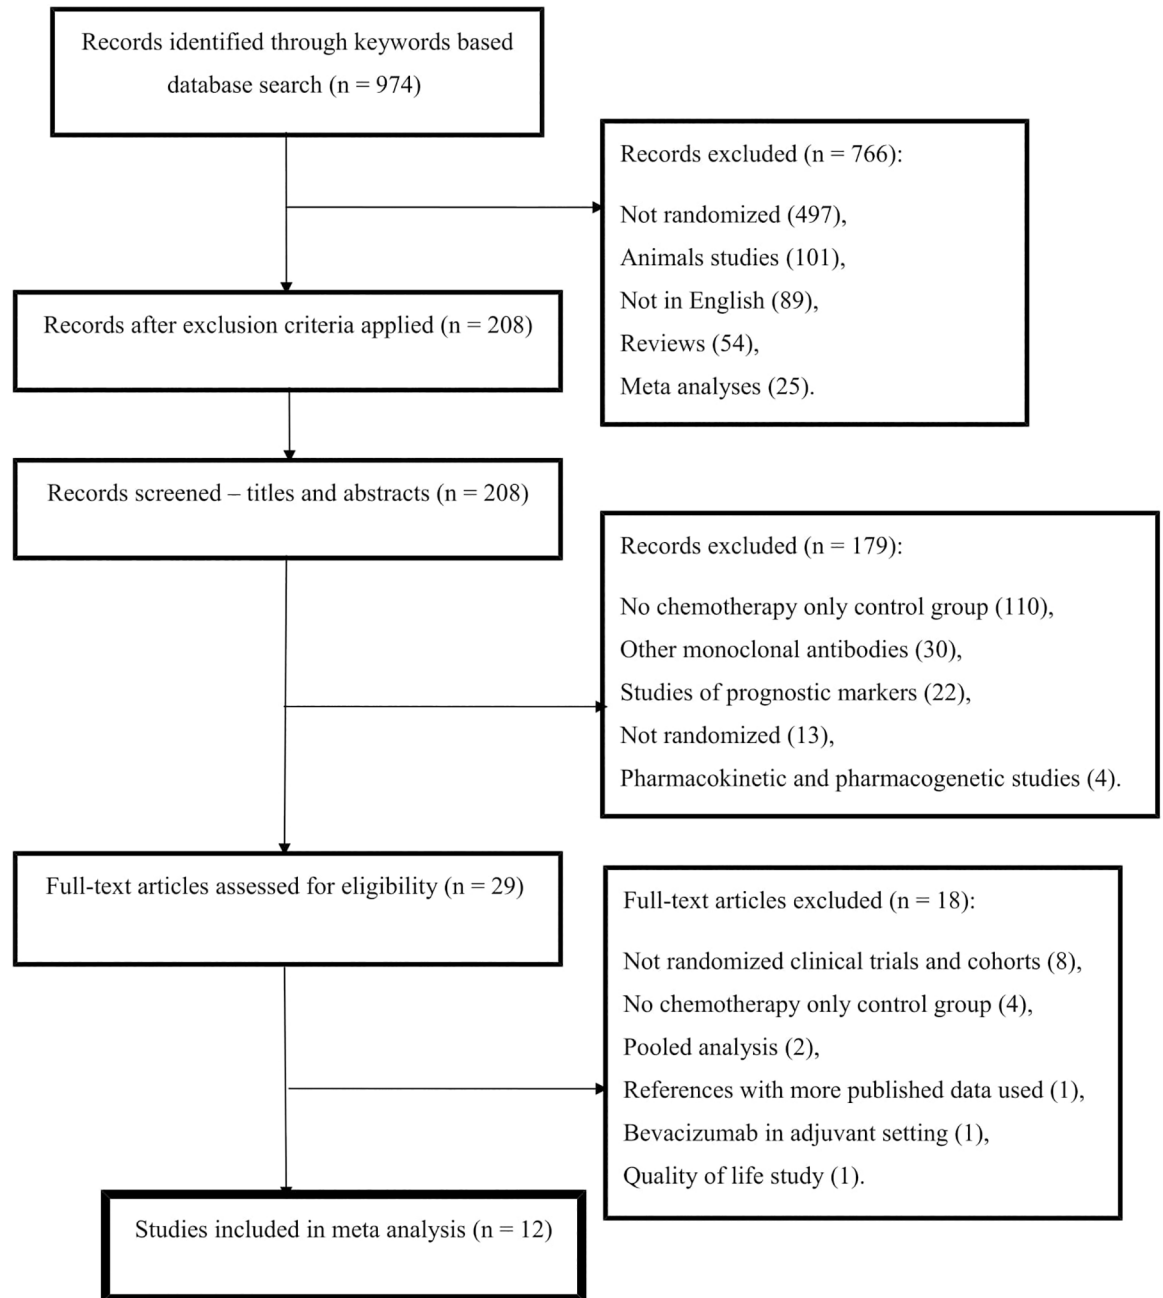 Records identified through keywords based
database search (n = 974)
Records excluded (n = 766):
Not randomized (497),
Animals studies (101),
Not in English (89),
Reviews (54),
Meta analyses (25).
Records after exclusion criteria applied (n = 208)
Records screened – titles and abstracts (n = 208)
Records excluded (n = 179):
No chemotherapy only control group (110),
Other monoclonal antibodies (30),
Studies of prognostic markers (22),
Not randomized (13),
Pharmacokinetic and pharmacogenetic studies (4).
Full-text articles assessed for eligibility (n = 29)
Full-text articles excluded (n = 18):
Not randomized clinical trials and cohorts (8),
No chemotherapy only control group (4),
Pooled analysis (2),
References with more published data used (1),
Bevacizumab in adjuvant setting (1),
Quality of life study (1).
Studies included in meta analysis (n = 12)